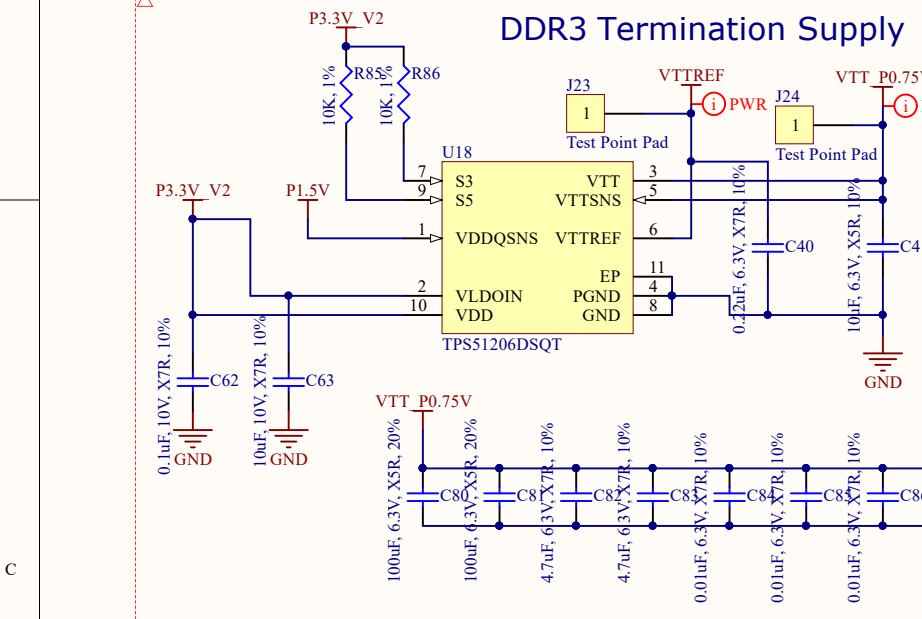 DDR3 Termination Supply
P3.3V_V2
R85
R86
10K, 1%
10K, 1%
J23
1
Test Point Pad
VTTREF
i PWR
J24
1
Test Point Pad
VTT_P0.75V
i
U18
7 S3
9 S5
1 VDDQSNS
2 VLDOIN
10 VDD
VTT 3
VTTSNS 5
VTTREF 6
EP 11
PGND 4
GND 8
TPS51206DSQT
P3.3V_V2
P1.5V
0.1uF, 10V, X7R, 10%
C62
GND
10uF, 10V, X7R, 10%
C63
GND
0.22uF, 6.3V, X7R, 10%
C40
10uF, 6.3V, X5R, 10%
C4
GND
VTT_P0.75V
100uF, 6.3V, X5R, 20%
C80
100uF, 6.3V, X5R, 20%
C81
4.7uF, 6.3V, X7R, 10%
C82
4.7uF, 6.3V, X7R, 10%
C83
0.01uF, 6.3V, X7R, 10%
C84
0.01uF, 6.3V, X7R, 10%
C85
0.01uF, 6.3V, X7R, 10%
C